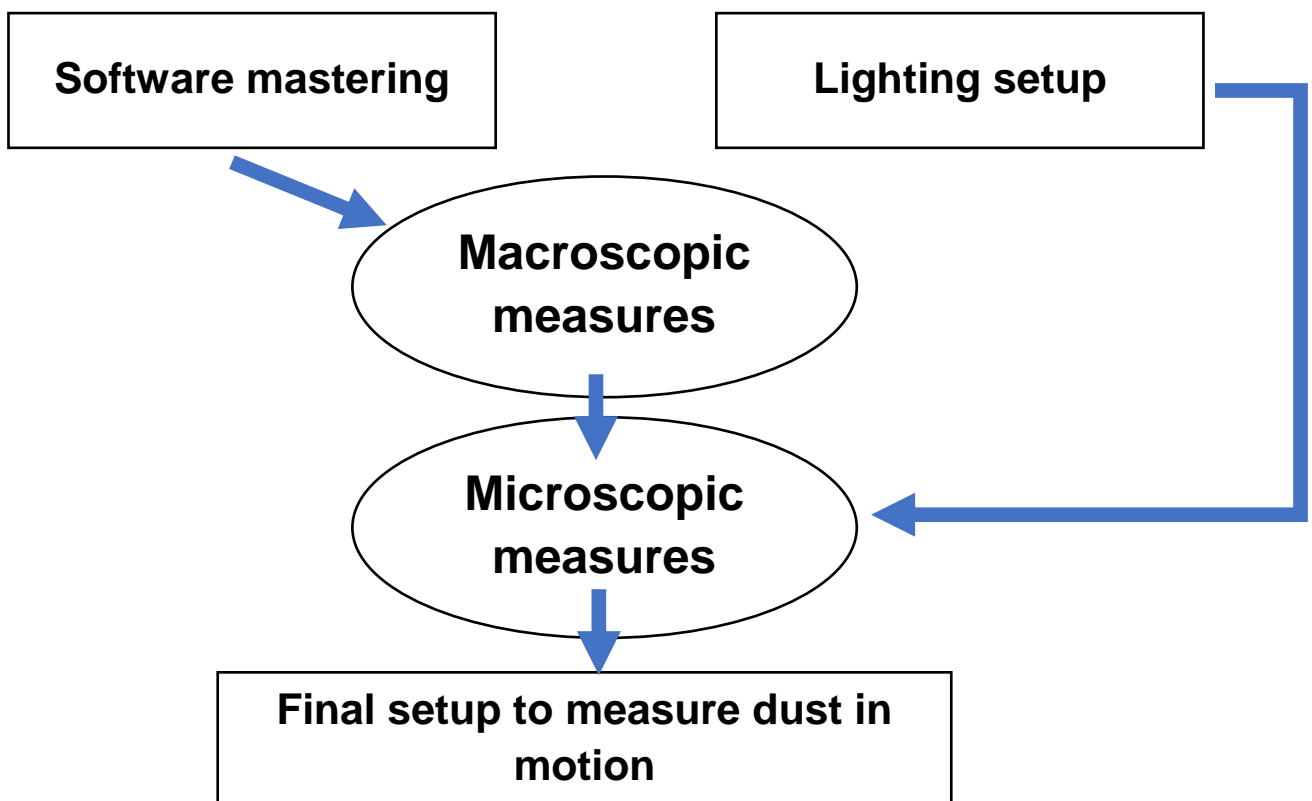 Software mastering
Lighting setup
Macroscopic
measures
Microscopic
measures
Final setup to measure dust in
motion